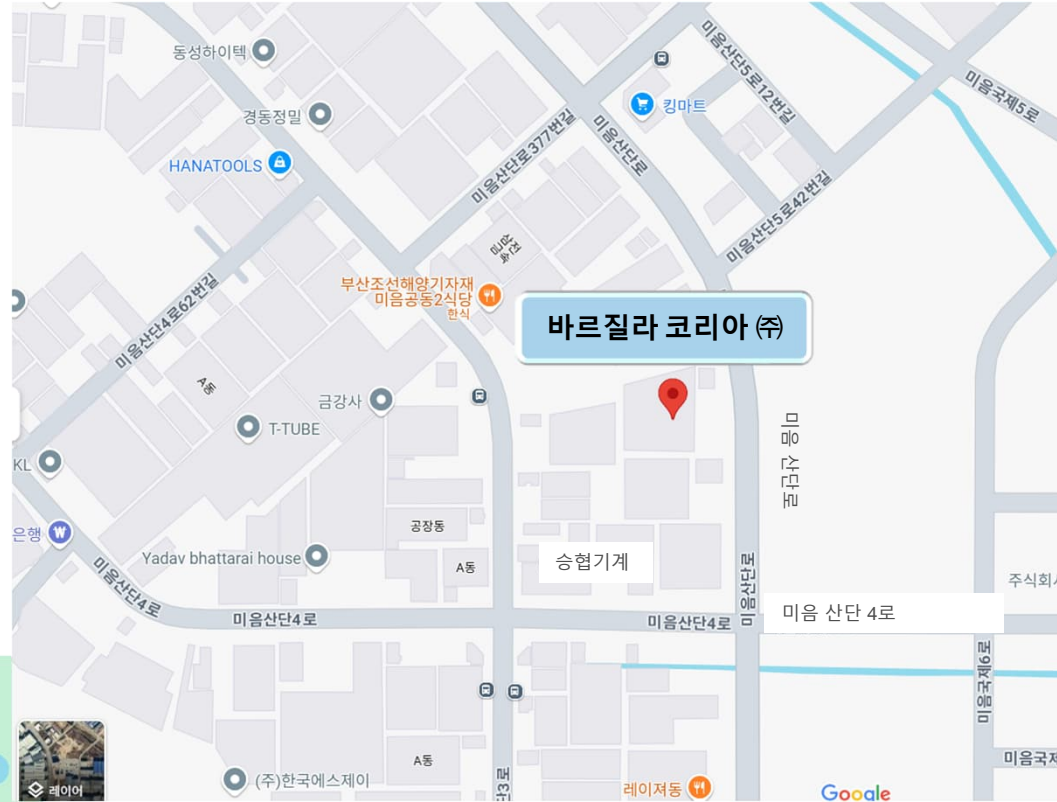 동성하이텍
경동정밀
HANATOOLS
킹마트
미음산단5로12번길
미음국제5로
미음산단로377번길
미음산단로
미음산단5로42번길
삼진
금속
부산조선해양기자재
미음공동2식당
한식
미음산단4로62번길
바르질라 코리아 ㈜
A동
금강사
T-TUBE
미음 산단로
KL
은행
공장동
Yadav bhattarai house
A동
승협기계
미음산단로
주식회사
미음산단4로
미음산단4로
미음산단4로
미음 산단 4로
미음국제6로
A동
(주)한국에스제이
단3로
레이져동
미음국제
레이어
Google